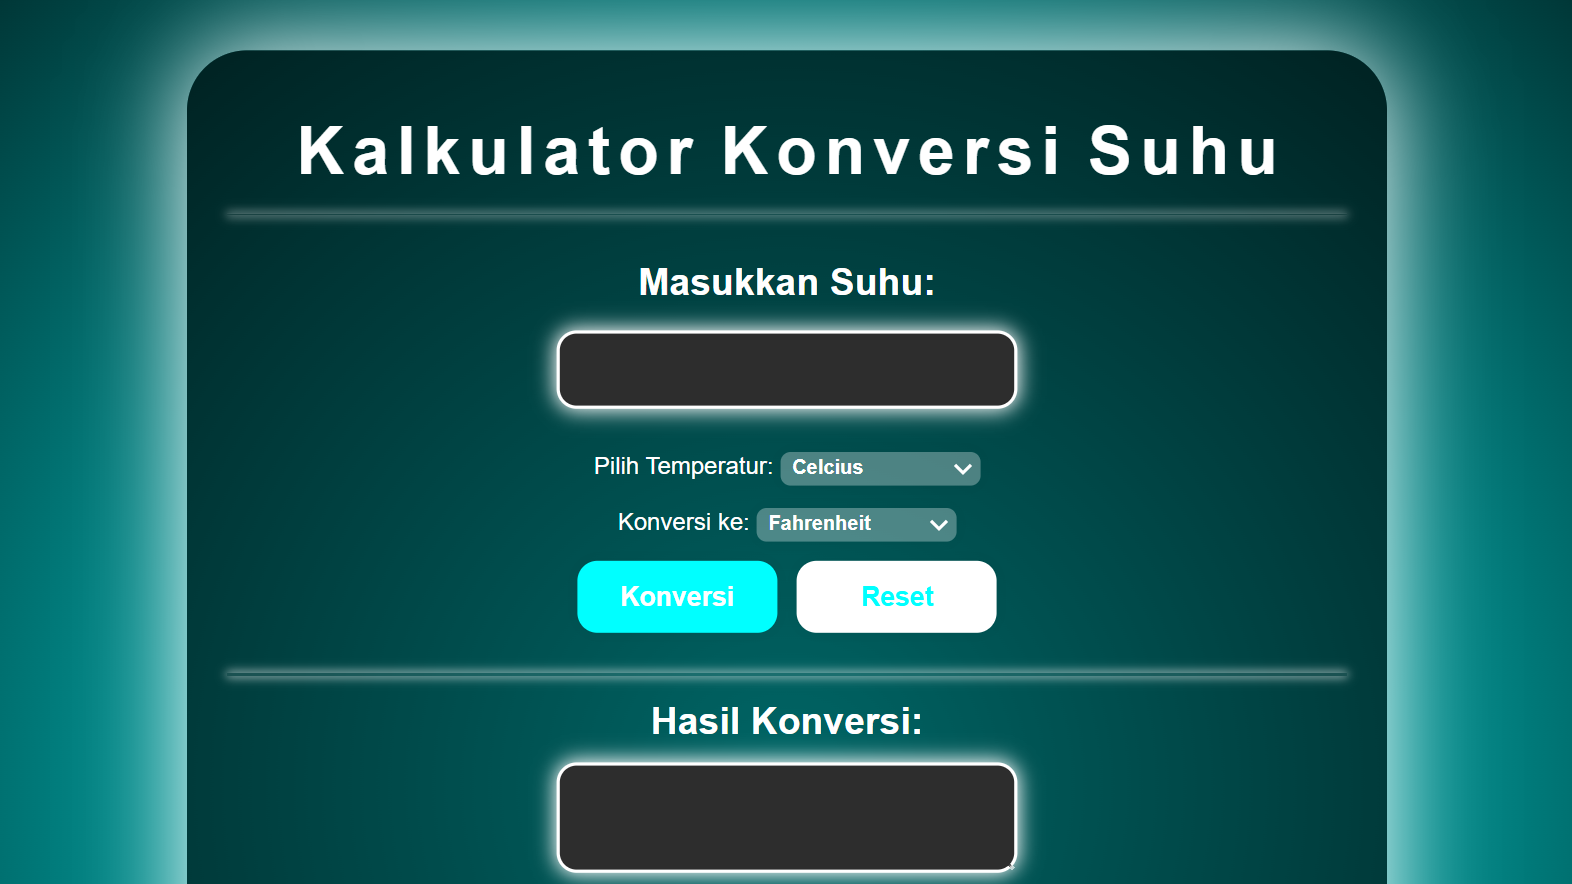 Kalkulator Konversi Suhu
Masukkan Suhu:
Pilih Temperatur: Celcius
Konversi ke: Fahrenheit
Konversi Reset
Hasil Konversi: